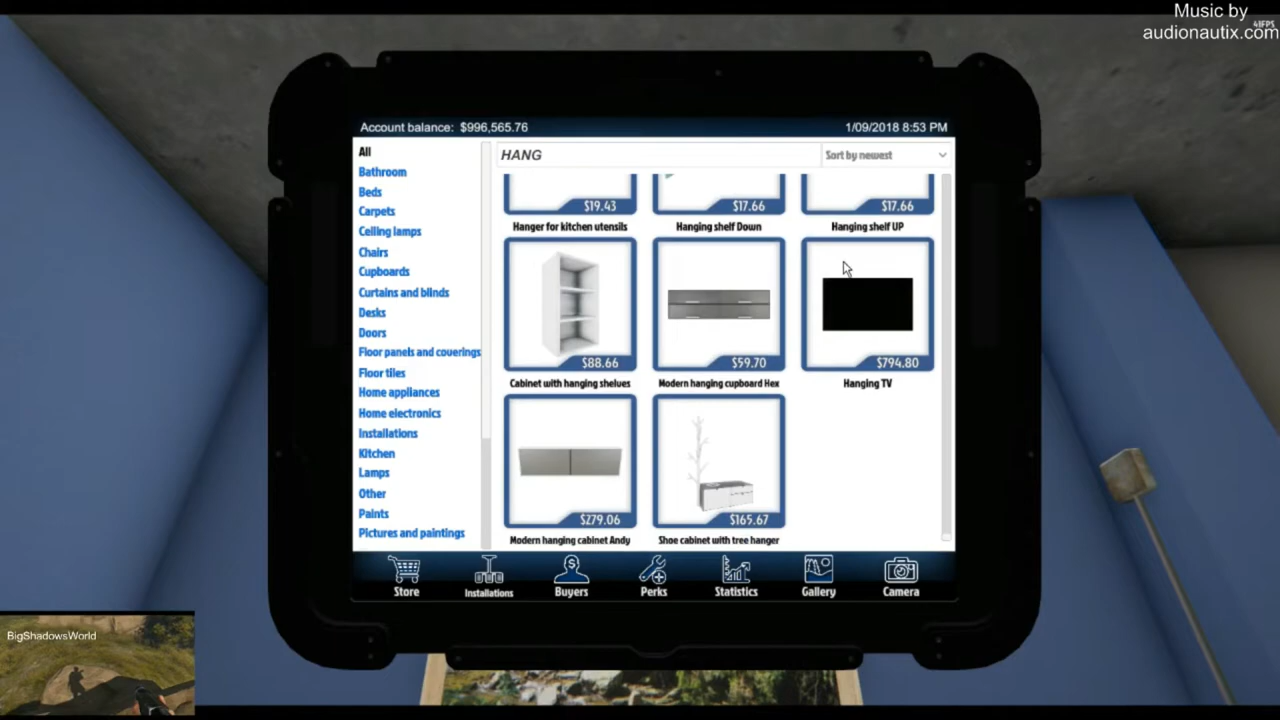 Music by
41FPS
audionautix.com
Account balance: $996,565.76
1/09/2018 8:53 PM
All
Bathroom
Beds
Carpets
Ceiling lamps
Chairs
Cupboards
Curtains and blinds
Desks
Doors
Floor panels and coverings
Floor tiles
Home appliances
Home electronics
Installations
Kitchen
Lamps
Other
Paints
Pictures and paintings
HANG
Sort by newest
$19.43
$17.66
$17.66
Hanger for kitchen utensils
Hanging shelf Down
Hanging shelf UP
$88.66
$59.70
$794.80
Cabinet with hanging shelves
Modern hanging cupboard Hex
Hanging TV
$279.06
$165.67
Modern hanging cabinet Andy
Shoe cabinet with tree hanger
Store
Installations
Buyers
Perks
Statistics
Gallery
Camera
BigShadowsWorld